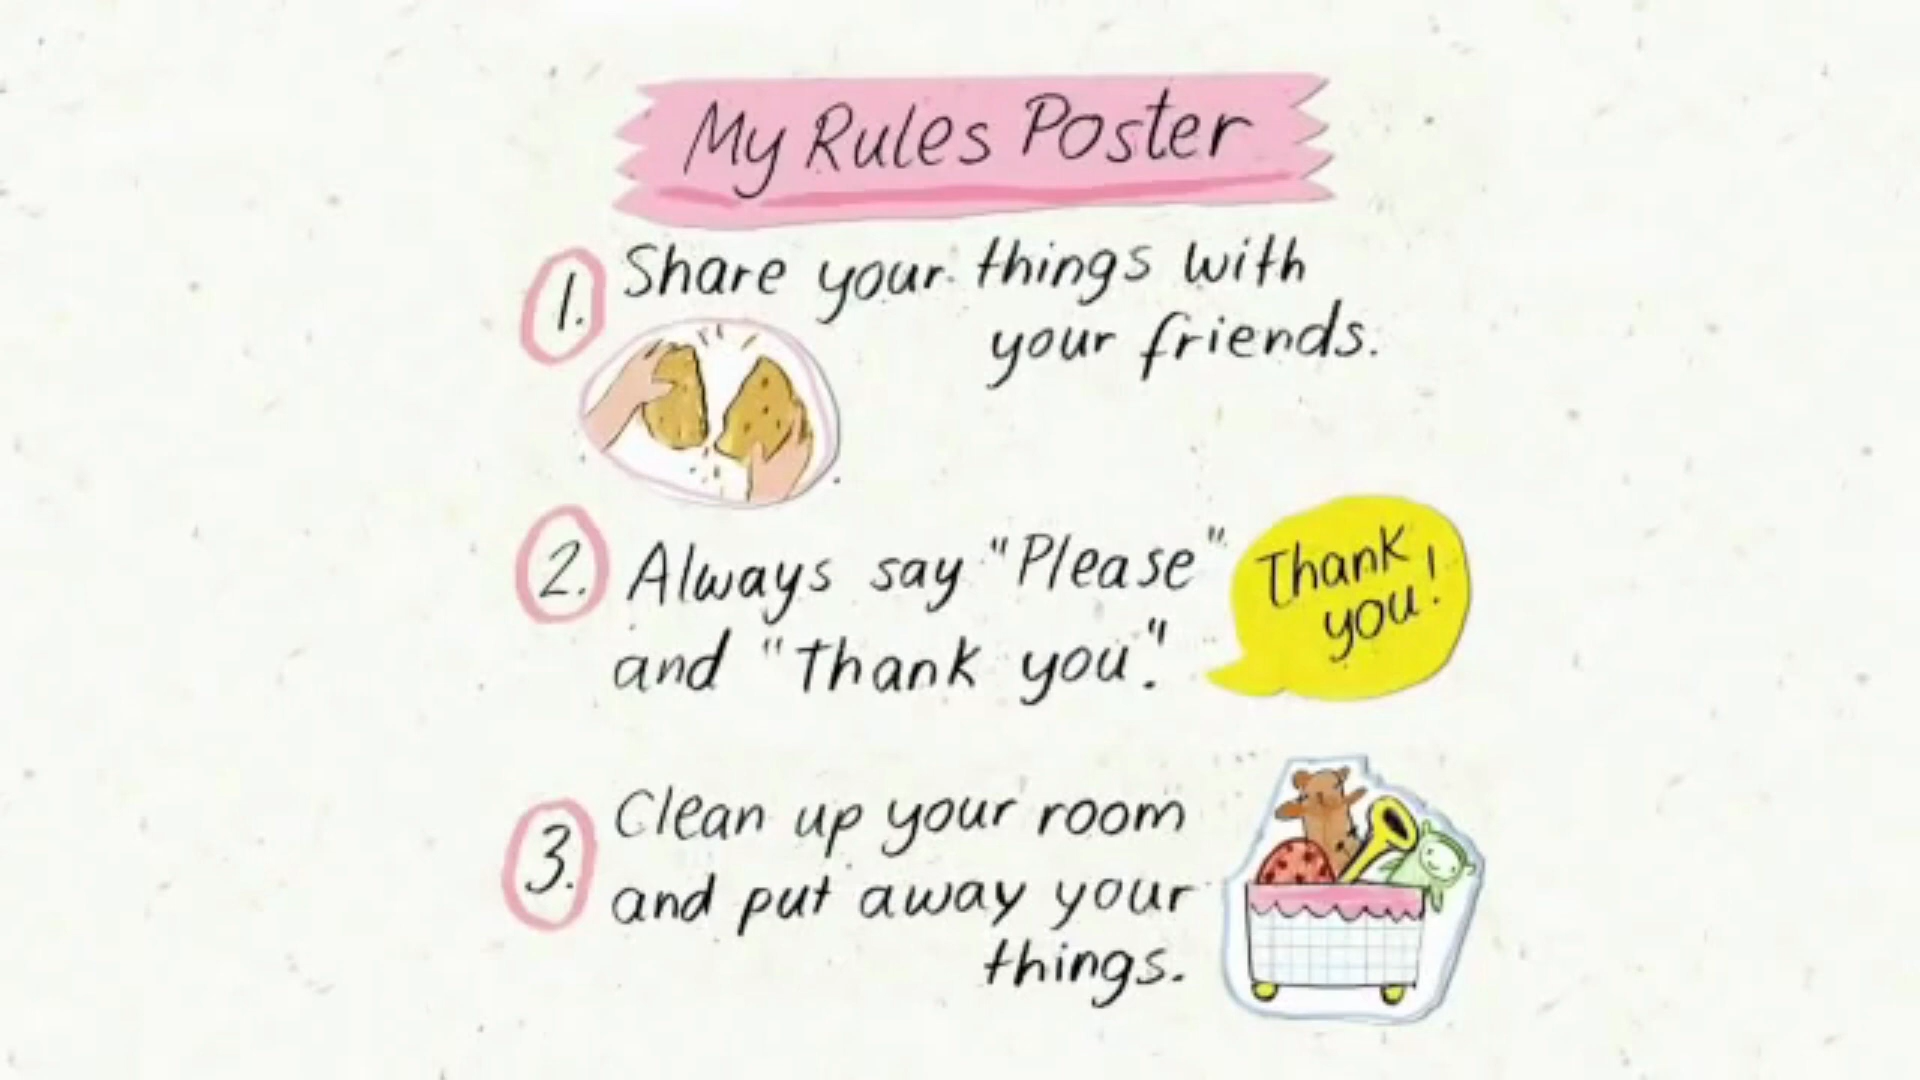 My Rules Poster
1. Share your things with
your friends.
2. Always say "Please"
and "Thank you."
Thank
you!
3. Clean up your room
and put away your
things.